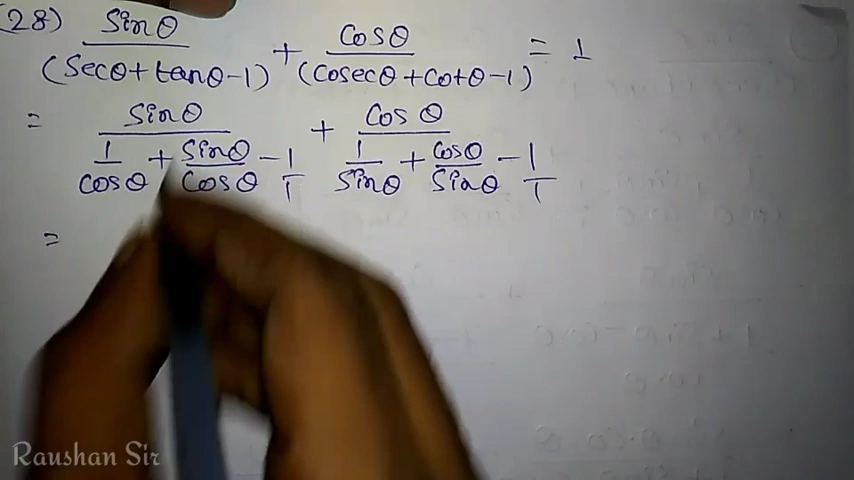 (28) sinθ/(secθ+tanθ-1) + cosθ/(cosecθ+cotθ-1) = 1
= sinθ/(1/cosθ + sinθ/cosθ - 1/1) + cosθ/(1/sinθ + cosθ/sinθ - 1/1)
=
Raushan Sir